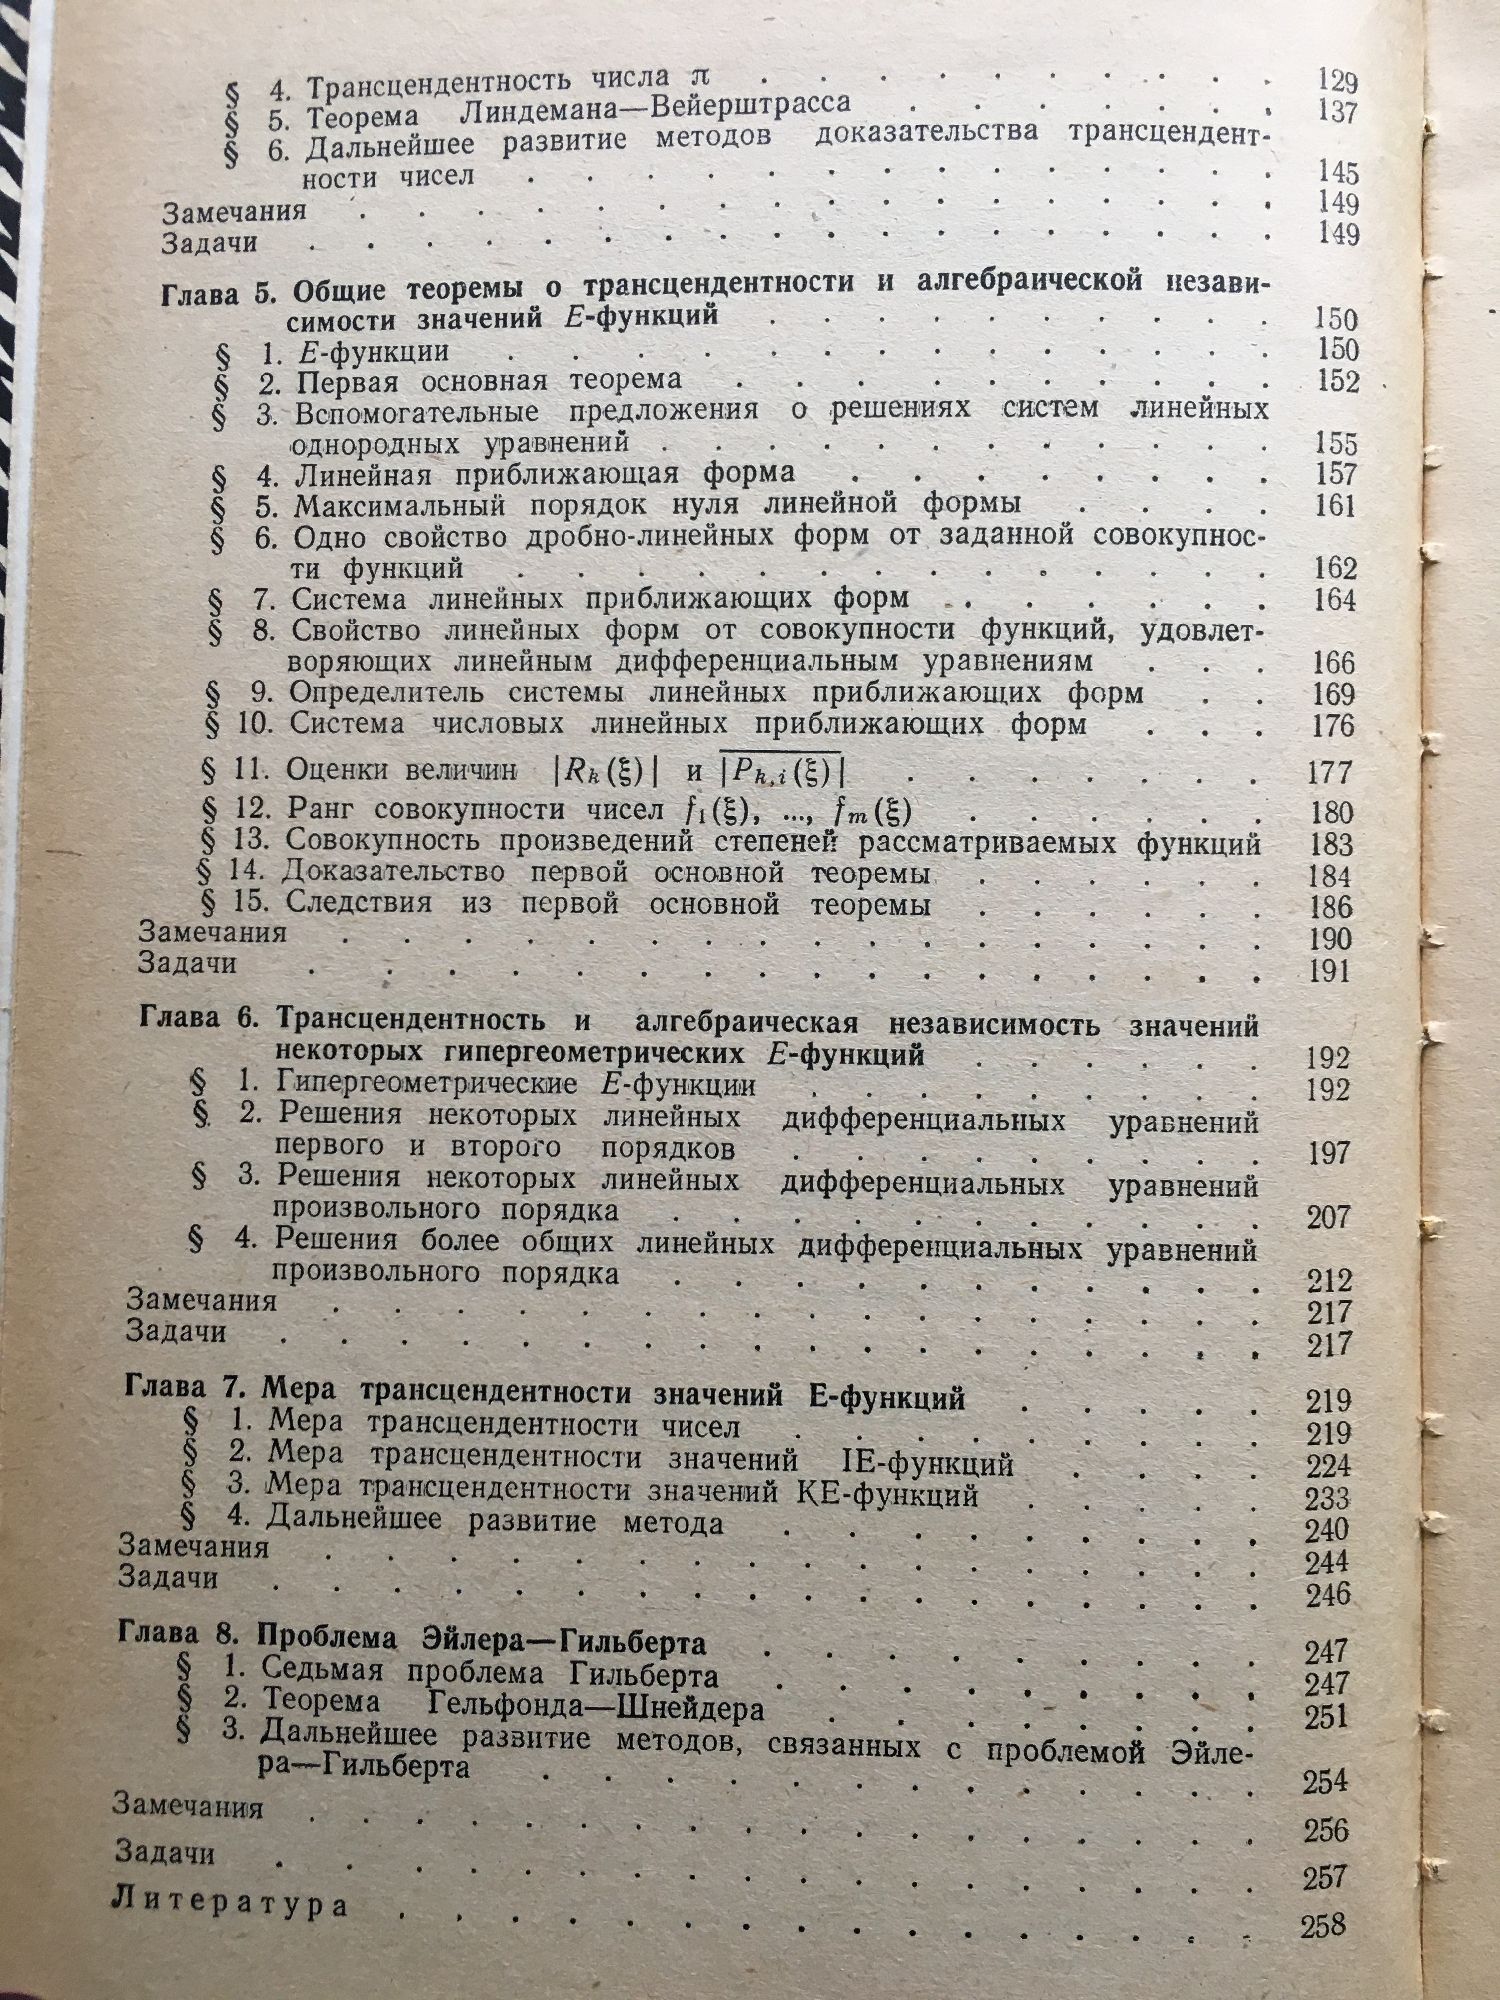 § 4. Трансцендентность числа π . . . . . . . . . 129
§ 5. Теорема Линдемана—Вейерштрасса . . . . . . . 137
§ 6. Дальнейшее развитие методов доказательства трансцендент-
ности чисел . . . . . . . . . . . . . 145
Замечания . . . . . . . . . . . . . . . . 149
Задачи . . . . . . . . . . . . . . . . . 149
Глава 5. Общие теоремы о трансцендентности и алгебраической незави-
симости значений E-функций . . . . . . . . . 150
§ 1. E-функции . . . . . . . . . . . . . 150
§ 2. Первая основная теорема . . . . . . . . . 152
§ 3. Вспомогательные предложения о решениях систем линейных
однородных уравнений . . . . . . . . . . . 155
§ 4. Линейная приближающая форма . . . . . . . 157
§ 5. Максимальный порядок нуля линейной формы . . . . 161
§ 6. Одно свойство дробно-линейных форм от заданной совокупнос-
ти функций . . . . . . . . . . . . . 162
§ 7. Система линейных приближающих форм . . . . . . 164
§ 8. Свойство линейных форм от совокупности функций, удовлет-
воряющих линейным дифференциальным уравнениям . . . 166
§ 9. Определитель системы линейных приближающих форм . . 169
§ 10. Система числовых линейных приближающих форм . . . 176
§ 11. Оценки величин |R_k(ξ)| и |P_{k,i}(ξ)| . . . . . . . 177
§ 12. Ранг совокупности чисел f₁(ξ), ..., f_m(ξ) . . . . . . 180
§ 13. Совокупность произведений степеней рассматриваемых функций 183
§ 14. Доказательство первой основной теоремы . . . . . . 184
§ 15. Следствия из первой основной теоремы . . . . . . 186
Замечания . . . . . . . . . . . . . . . . 190
Задачи . . . . . . . . . . . . . . . . . 191
Глава 6. Трансцендентность и алгебраическая независимость значений
некоторых гипергеометрических E-функций . . . . . . 192
§ 1. Гипергеометрические E-функции . . . . . . . . 192
§ 2. Решения некоторых линейных дифференциальных уравнений
первого и второго порядков . . . . . . . . . 197
§ 3. Решения некоторых линейных дифференциальных уравнений
произвольного порядка . . . . . . . . . . . 207
§ 4. Решения более общих линейных дифференциальных уравнений
произвольного порядка . . . . . . . . . . . 212
Замечания . . . . . . . . . . . . . . . . 217
Задачи . . . . . . . . . . . . . . . . . 217
Глава 7. Мера трансцендентности значений E-функций . . . . . 219
§ 1. Мера трансцендентности чисел . . . . . . . . 219
§ 2. Мера трансцендентности значений IE-функций . . . . 224
§ 3. Мера трансцендентности значений KE-функций . . . . . 233
§ 4. Дальнейшее развитие метода . . . . . . . . . 240
Замечания . . . . . . . . . . . . . . . . 244
Задачи . . . . . . . . . . . . . . . . . 246
Глава 8. Проблема Эйлера—Гильберта . . . . . . . . . 247
§ 1. Седьмая проблема Гильберта . . . . . . . . . 247
§ 2. Теорема Гельфонда—Шнейдера . . . . . . . . 251
§ 3. Дальнейшее развитие методов, связанных с проблемой Эйле-
ра—Гильберта . . . . . . . . . . . . 254
Замечания . . . . . . . . . . . . . . . . 256
Задачи . . . . . . . . . . . . . . . . . 257
Литература . . . . . . . . . . . . . . . 258